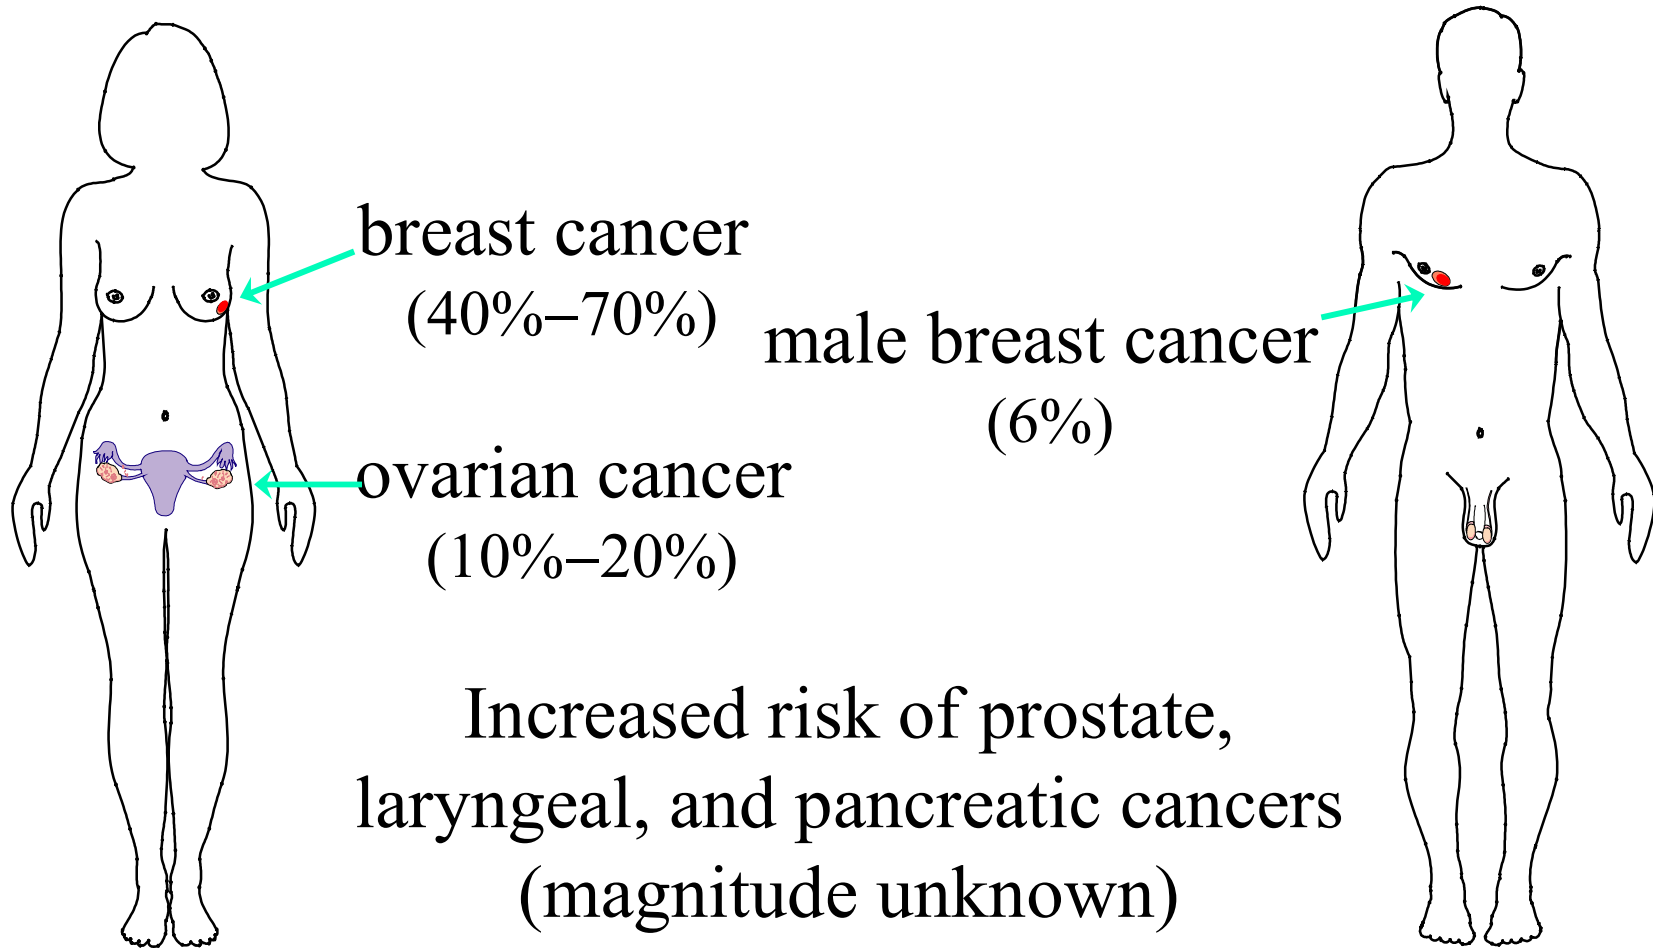 breast cancer
(40%–70%)
male breast cancer
(6%)
ovarian cancer
(10%–20%)
Increased risk of prostate,
laryngeal, and pancreatic cancers
(magnitude unknown)